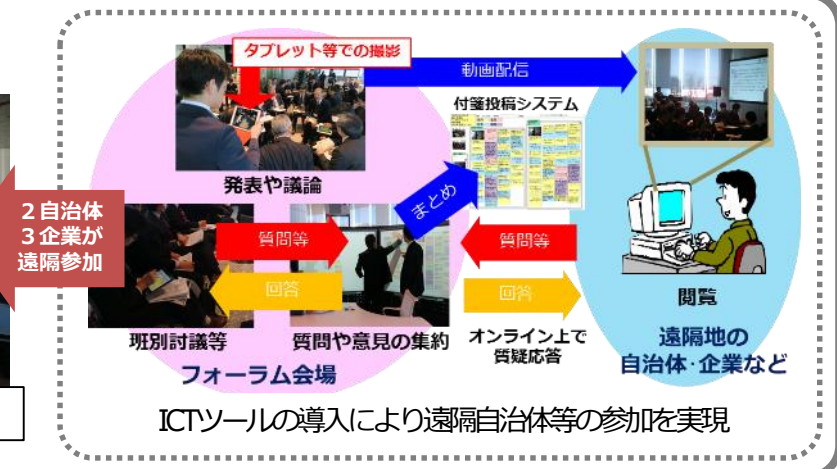 タブレット等での撮影
動画配信
付箋投稿システム
発表や議論
まとめ
2自治体
3企業が
遠隔参加
質問等
質問等
回答
回答
閲覧
班別討議等
質問や意見の集約
オンライン上で
質疑応答
遠隔地の
自治体・企業など
フォーラム会場
ICTツールの導入により遠隔自治体等の参加を実現